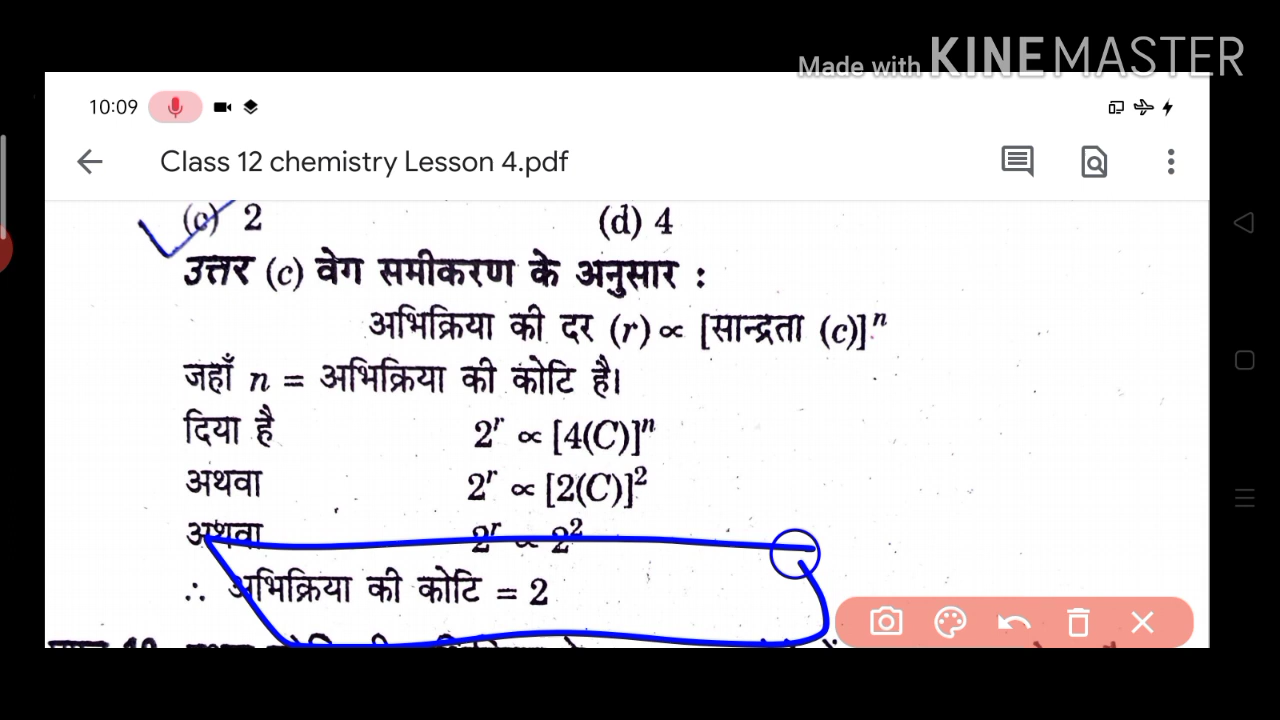 Made with KINEMASTER
10:09
Class 12 chemistry Lesson 4.pdf
(c) 2 (d) 4
उत्तर (c) वेग समीकरण के अनुसार :
अभिक्रिया की दर (r) ∝ [सान्द्रता (c)]ⁿ
जहाँ n = अभिक्रिया की कोटि है।
दिया है 2ʳ ∝ [4(C)]ⁿ
अथवा 2ʳ ∝ [2(C)]²
अथवा 2ʳ ∝ 2²
∴ अभिक्रिया की कोटि = 2